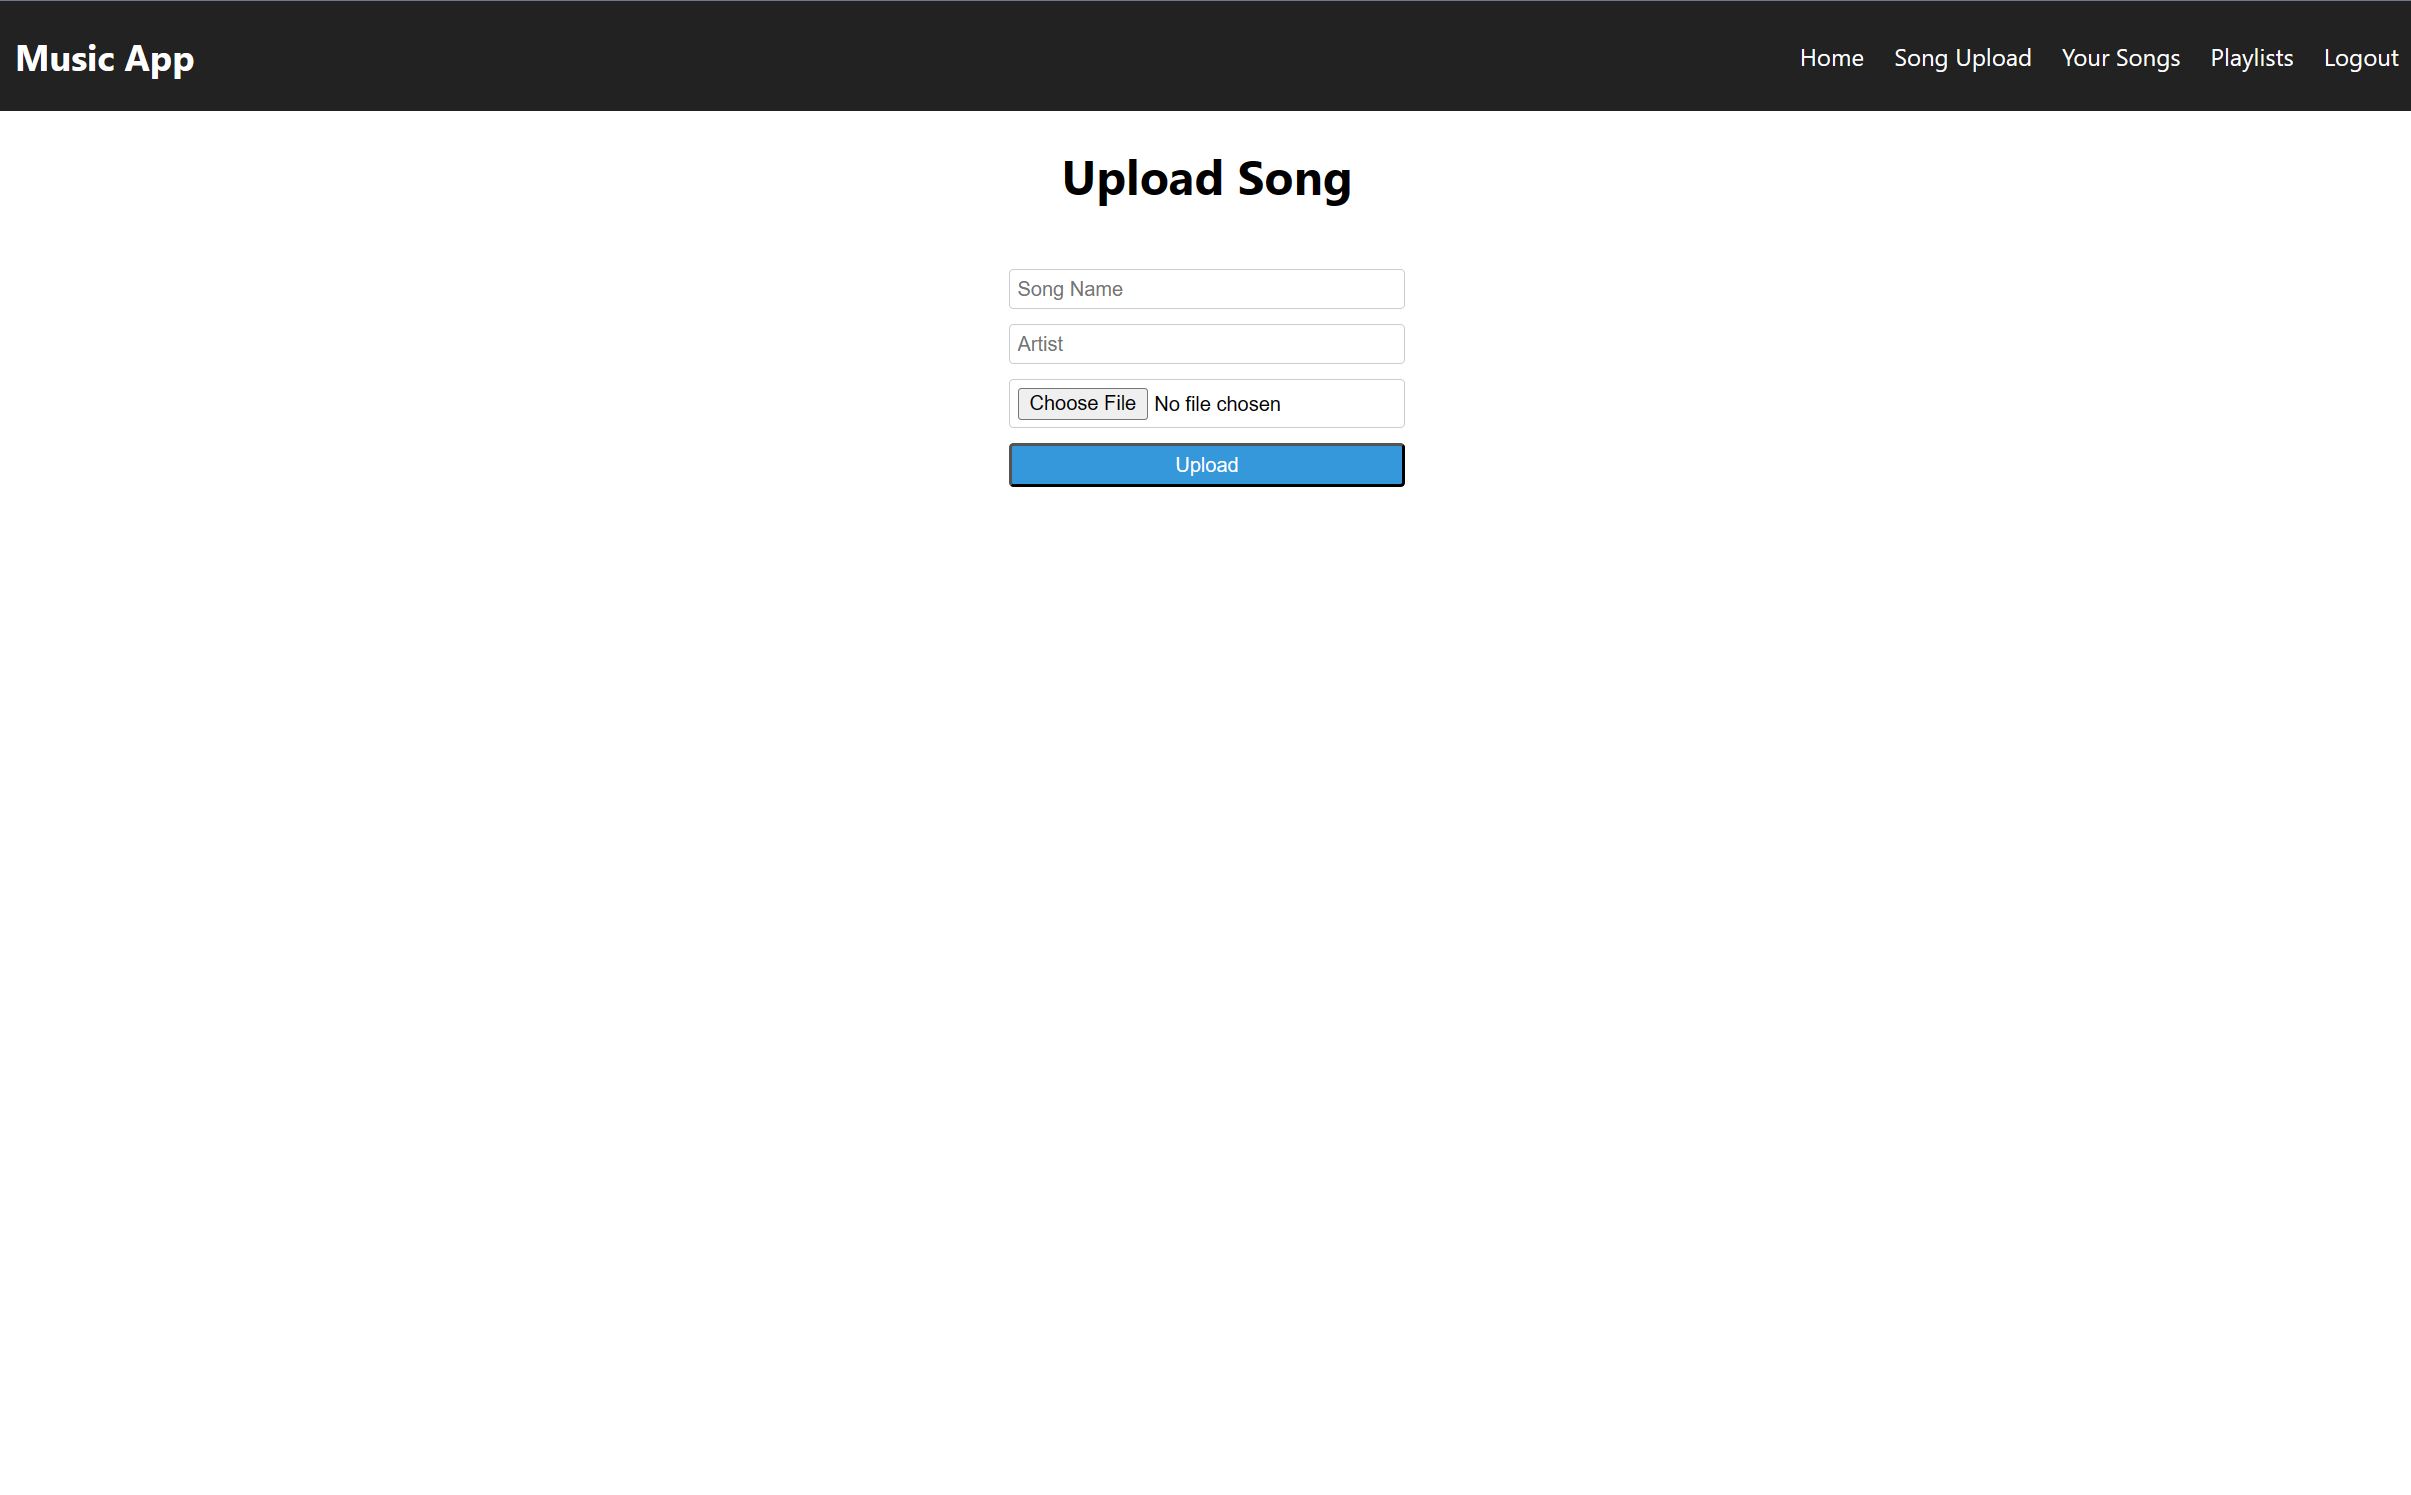 Music App
Home Song Upload Your Songs Playlists Logout
Upload Song
Song Name
Artist
Choose File No file chosen
Upload